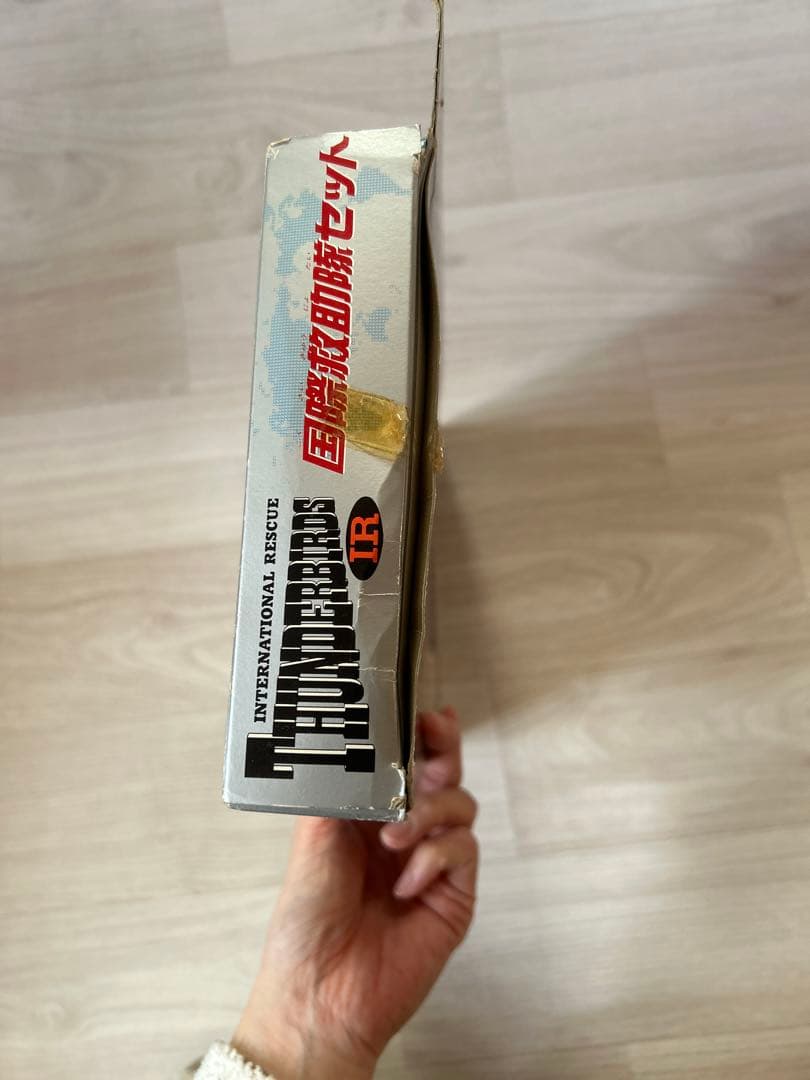 INTERNATIONAL RESCUE
THUNDERBIRDS
IR
国際救助隊セット